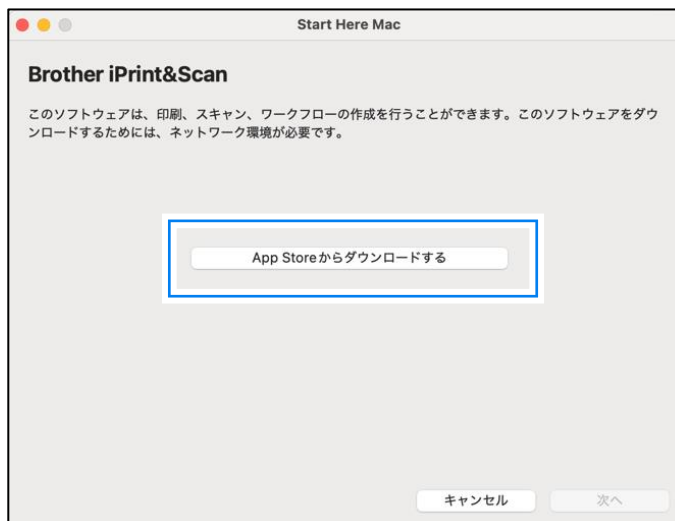 Start Here Mac
Brother iPrint&Scan
このソフトウェアは、印刷、スキャン、ワークフローの作成を行うことができます。このソフトウェアをダウ
ンロードするためには、ネットワーク環境が必要です。
App Storeからダウンロードする
キャンセル
次へ